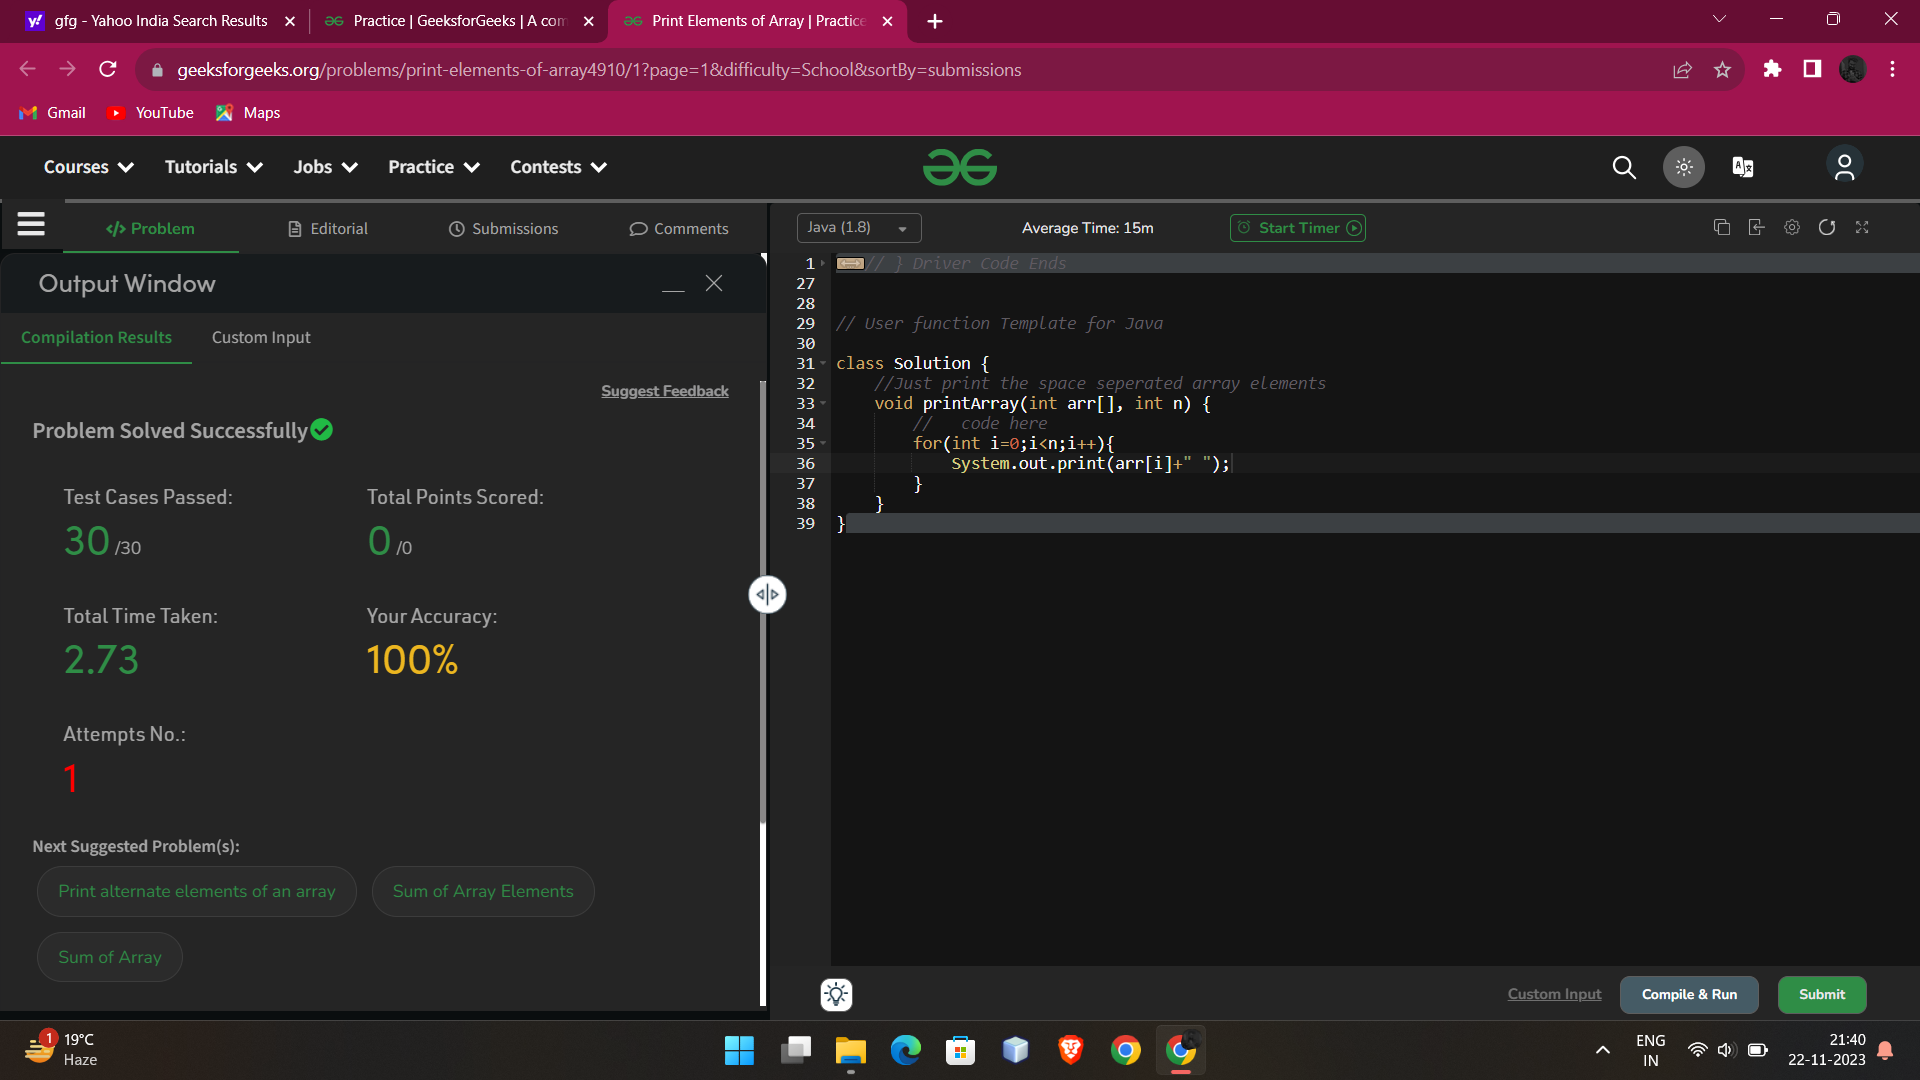 gfg - Yahoo India Search Results
Practice | GeeksforGeeks | A com
Print Elements of Array | Practice
geeksforgeeks.org/problems/print-elements-of-array4910/1?page=1&difficulty=School&sortBy=submissions
Gmail
YouTube
Maps
Courses
Tutorials
Jobs
Practice
Contests
</> Problem
Editorial
Submissions
Comments
Java (1.8)
Average Time: 15m
Start Timer
Output Window
Compilation Results
Custom Input
Suggest Feedback
Problem Solved Successfully
Test Cases Passed:
30 /30
Total Points Scored:
0 /0
Total Time Taken:
2.73
Your Accuracy:
100%
Attempts No.:
1
Next Suggested Problem(s):
Print alternate elements of an array
Sum of Array Elements
Sum of Array
1 // } Driver Code Ends
27
28
29 // User function Template for Java
30
31 class Solution {
32 //Just print the space seperated array elements
33 void printArray(int arr[], int n) {
34 // code here
35 for(int i=0;i<n;i++){
36 System.out.print(arr[i]+" ");
37 }
38 }
39 }
Custom Input
Compile & Run
Submit
1
19°C
Haze
ENG
IN
21:40
22-11-2023